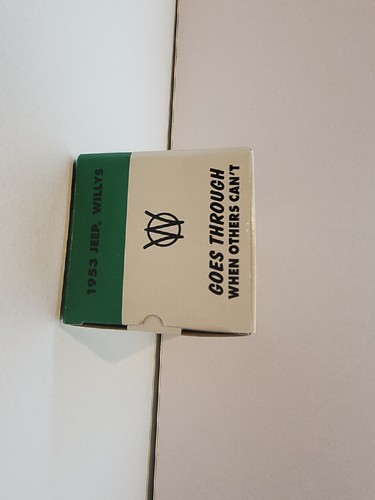 1953 JEEP, WILLYS
W
GOES THROUGH
WHEN OTHERS CAN'T